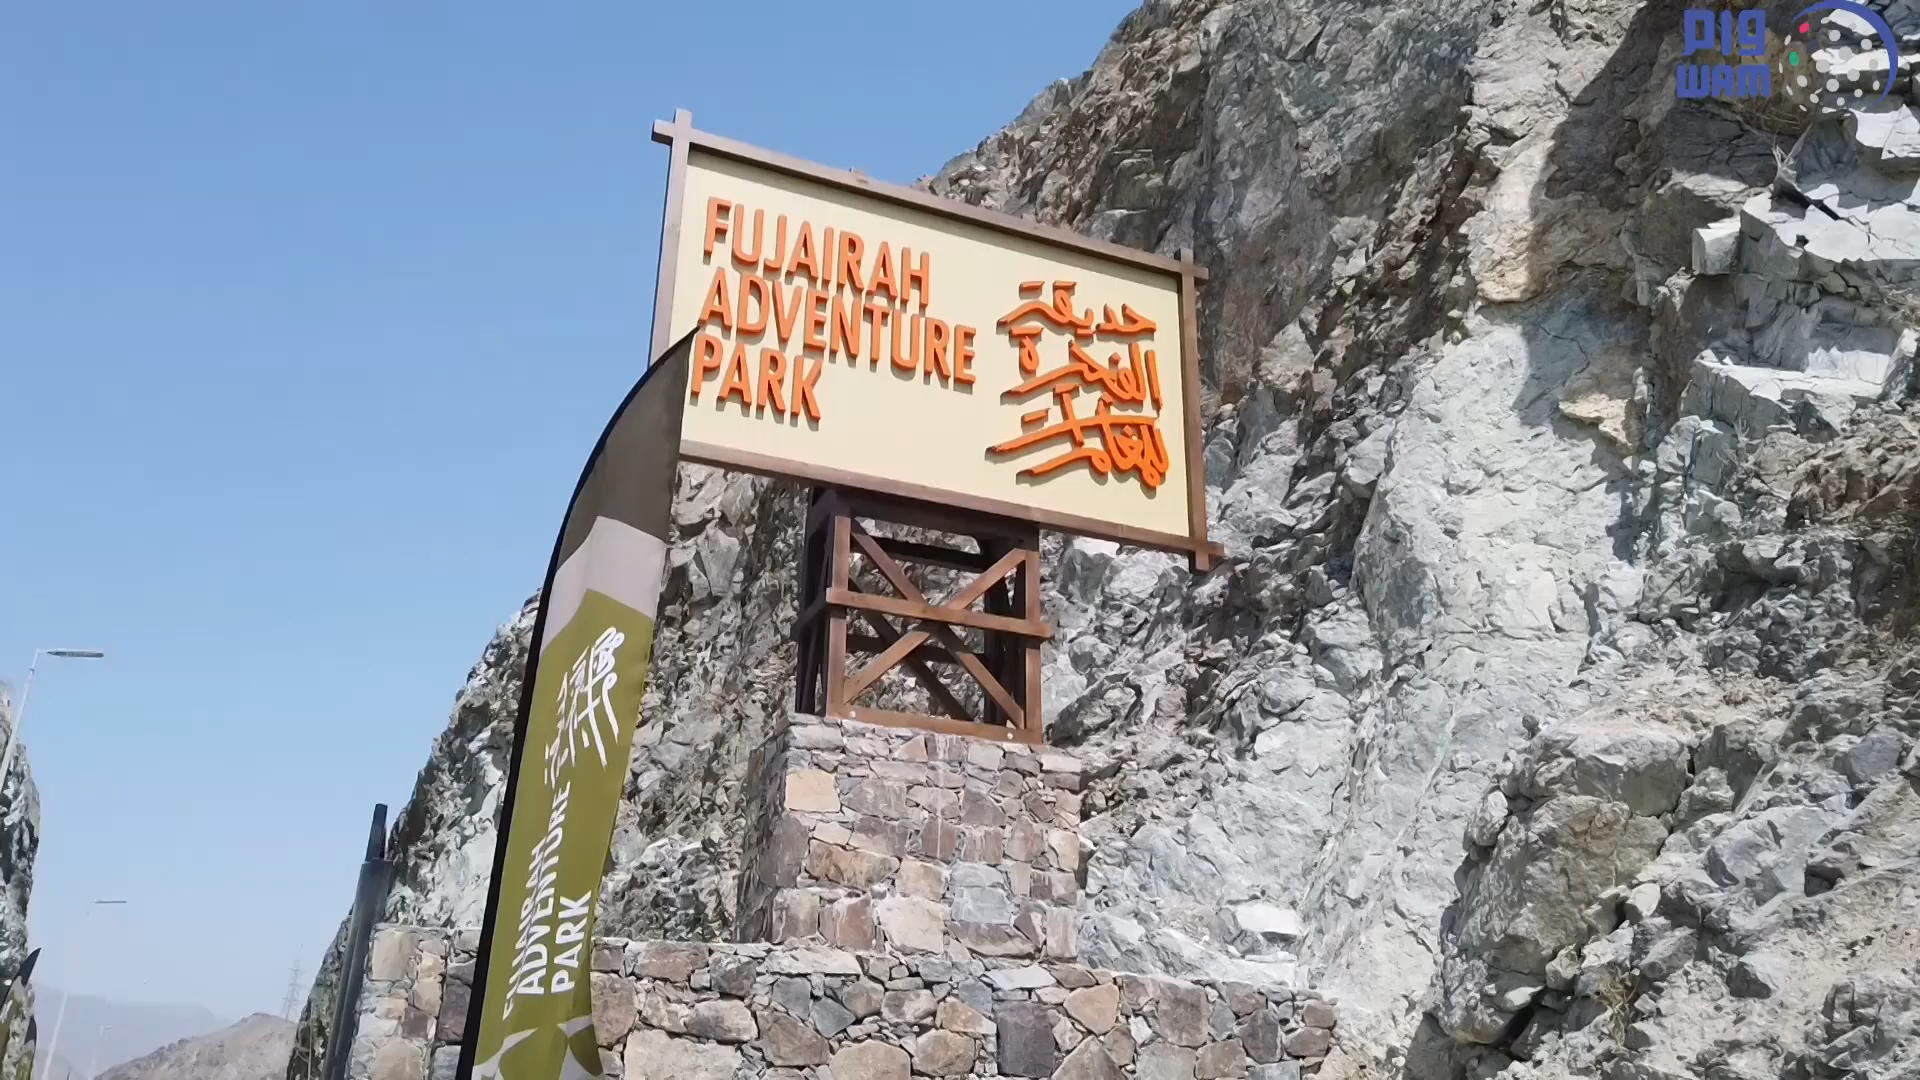 وام
WAM
FUJAIRAH
ADVENTURE
PARK
حديقة
الفجيرة
للمغامرات
FUJAIRAH
ADVENTURE
PARK